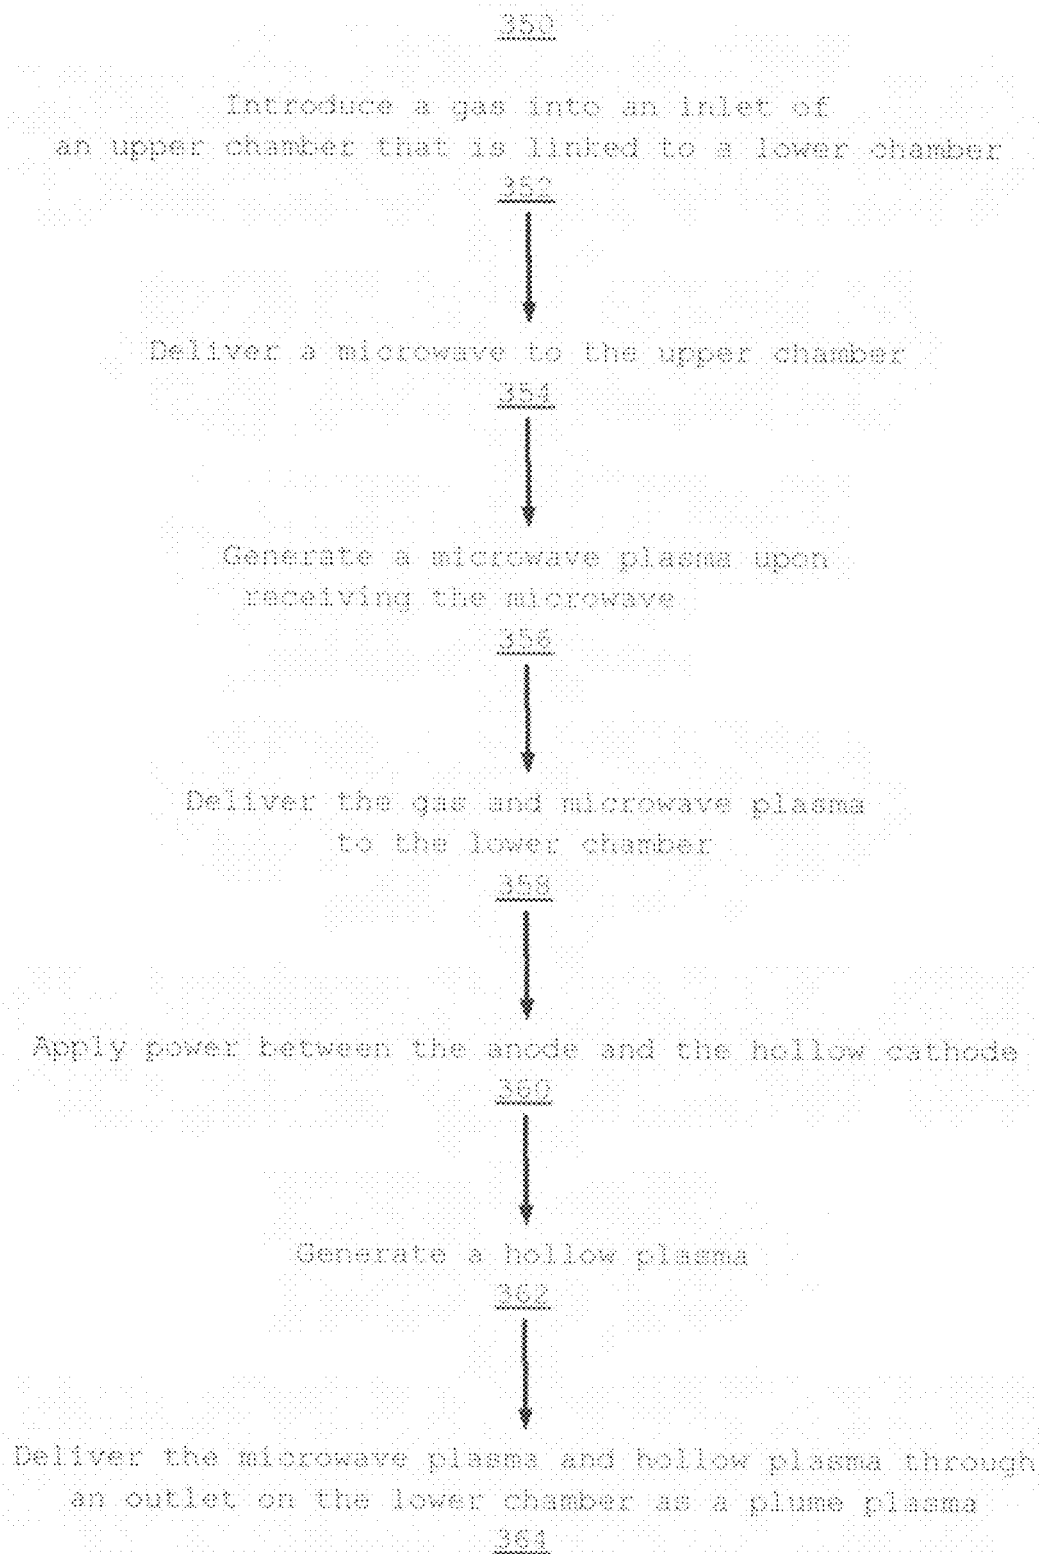 350
Introduce a gas into an inlet of
an upper chamber that is linked to a lower chamber
352
Deliver a microwave to the upper chamber
354
Generate a microwave plasma upon
receiving the microwave
356
Deliver the gas and microwave plasma
to the lower chamber
358
Apply power between the anode and the hollow cathode
360
Generate a hollow plasma
362
Deliver the microwave plasma and hollow plasma through
an outlet on the lower chamber as a plume plasma
364